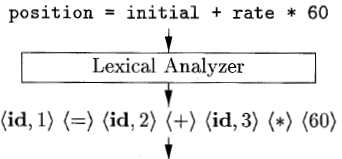 position = initial + rate * 60
Lexical Analyzer
⟨id, 1⟩ ⟨=⟩ ⟨id, 2⟩ ⟨+⟩ ⟨id, 3⟩ ⟨*⟩ ⟨60⟩